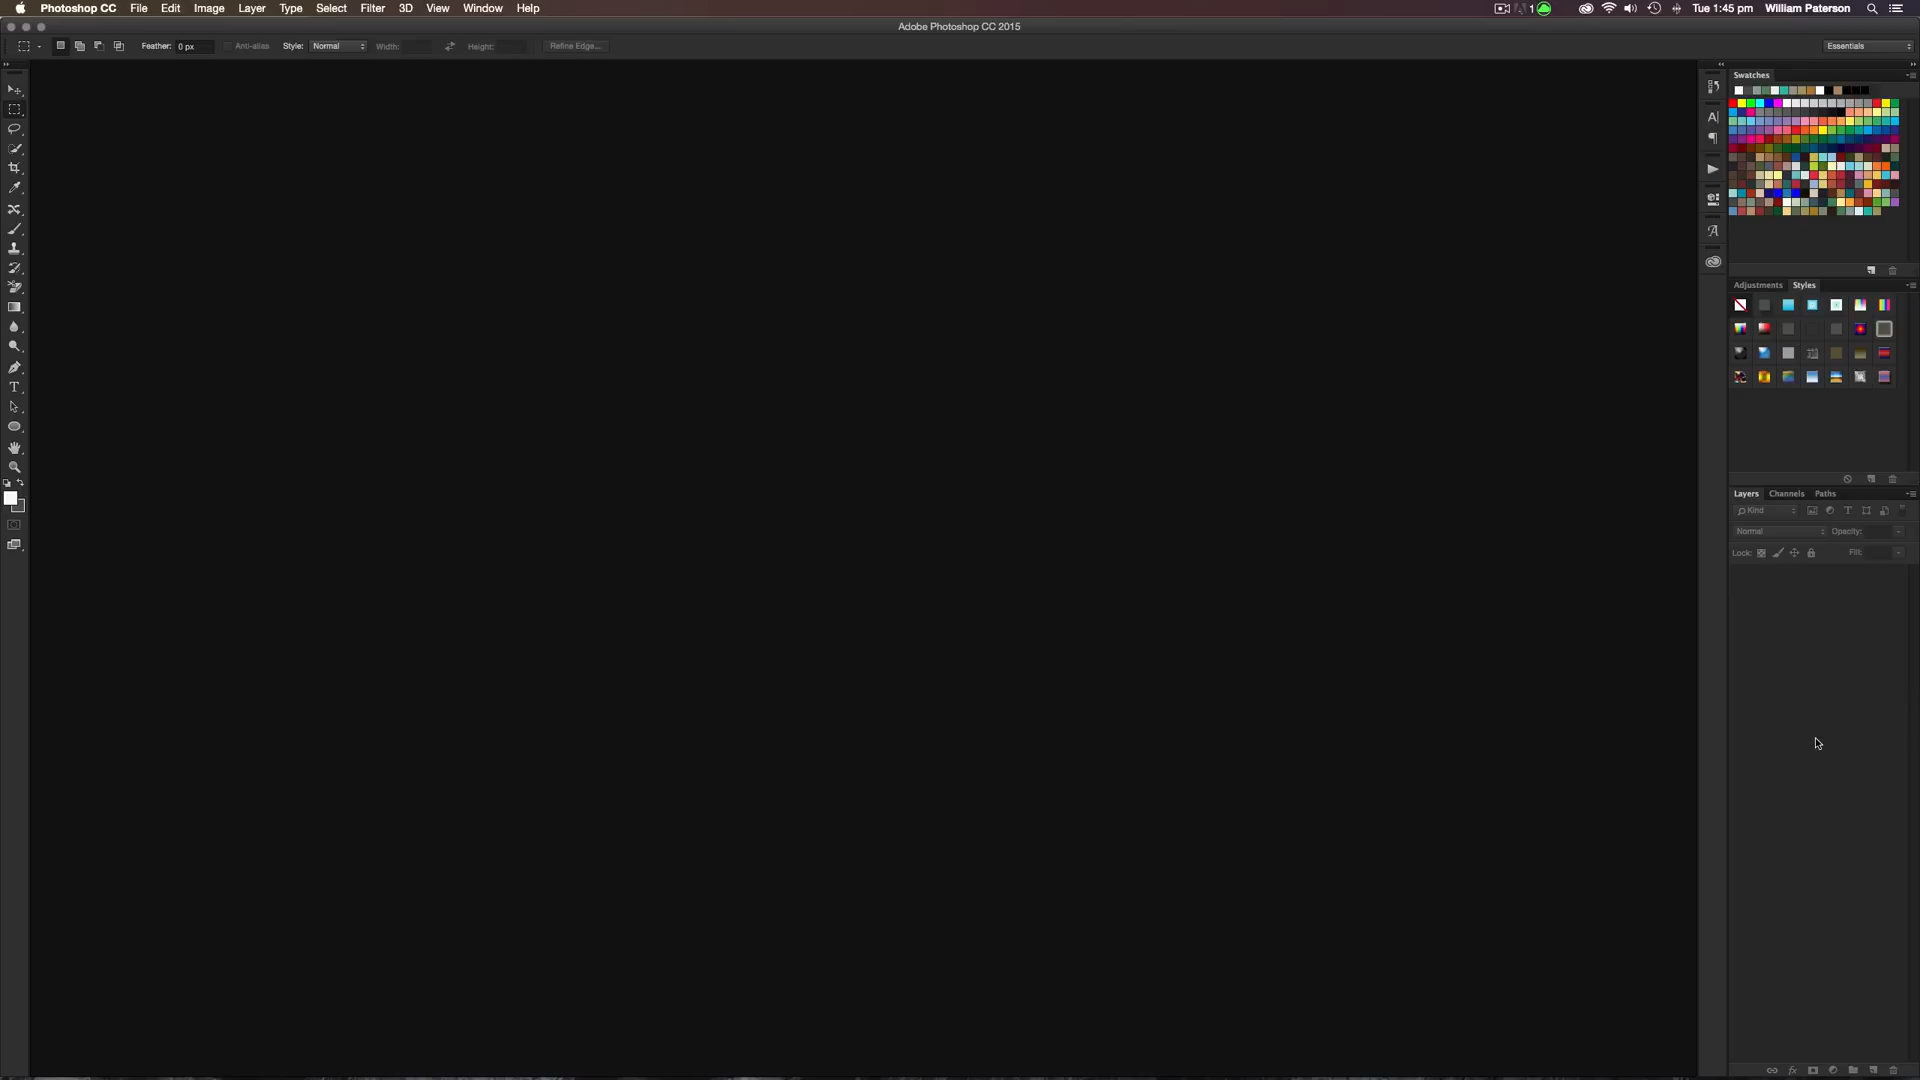 Photoshop CC File Edit Image Layer Type Select Filter 3D View Window Help 1 Tue 1:45 pm William Paterson
Adobe Photoshop CC 2015
Feather: 0 px Anti-alias Style: Normal Width: Height: Refine Edge... Essentials
Swatches
Adjustments Styles
Layers Channels Paths
Kind
Normal Opacity:
Lock: Fill: